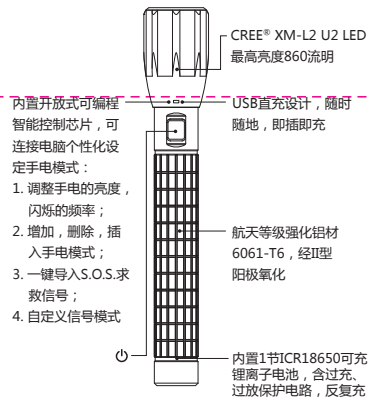 CREE® XM-L2 U2 LED
最高亮度860流明
内置开放式可编程
智能控制芯片，可
连接电脑个性化设
定手电模式：
1. 调整手电的亮度，
闪烁的频率；
2. 增加，删除，插
入手电模式；
3. 一键导入S.O.S.求
救信号；
4. 自定义信号模式
USB直充设计，随时
随地，即插即充
航天等级强化铝材
6061-T6，经II型
阳极氧化
内置1节ICR18650可充
锂离子电池，含过充、
过放保护电路，反复充